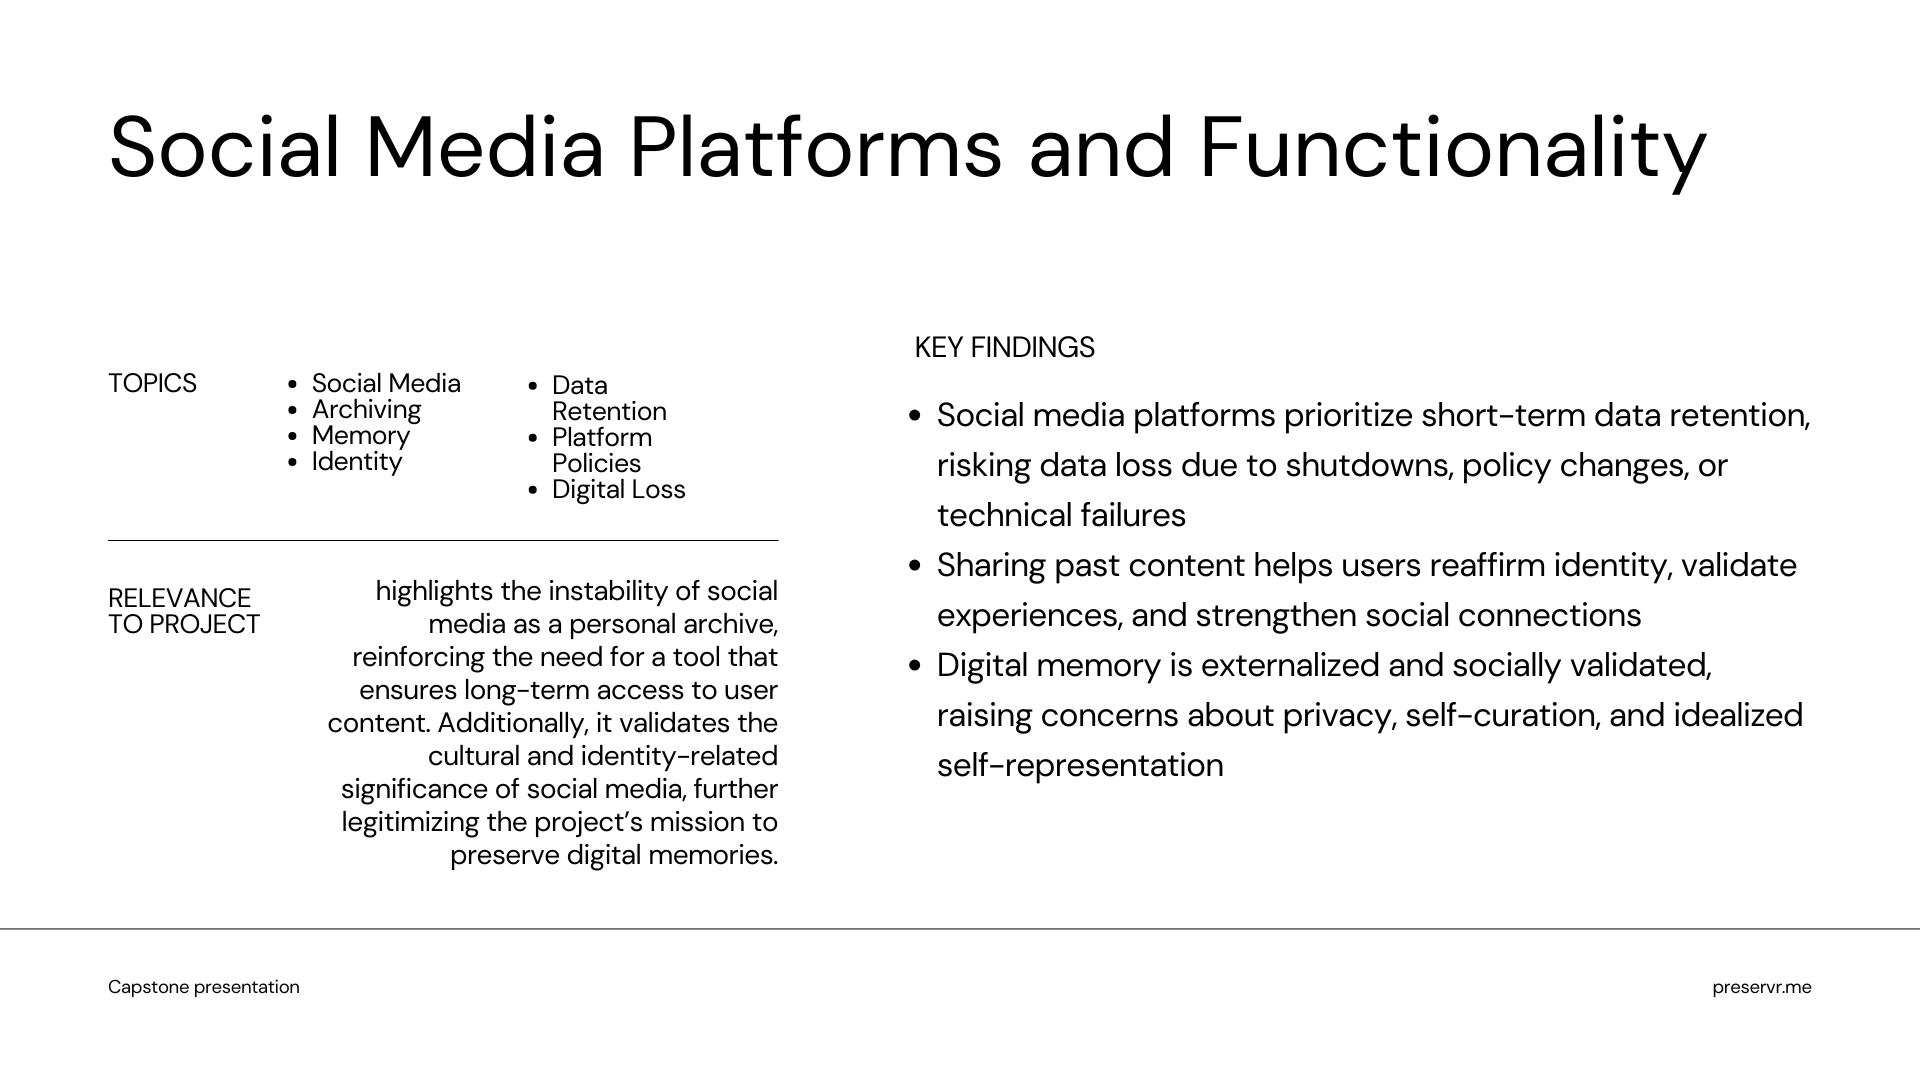 Social Media Platforms and Functionality
TOPICS
• Social Media
• Archiving
• Memory
• Identity
• Data
Retention
• Platform
Policies
• Digital Loss
RELEVANCE
TO PROJECT
highlights the instability of social
media as a personal archive,
reinforcing the need for a tool that
ensures long-term access to user
content. Additionally, it validates the
cultural and identity-related
significance of social media, further
legitimizing the project’s mission to
preserve digital memories.
KEY FINDINGS
• Social media platforms prioritize short-term data retention,
risking data loss due to shutdowns, policy changes, or
technical failures
• Sharing past content helps users reaffirm identity, validate
experiences, and strengthen social connections
• Digital memory is externalized and socially validated,
raising concerns about privacy, self-curation, and idealized
self-representation
Capstone presentation
preservr.me